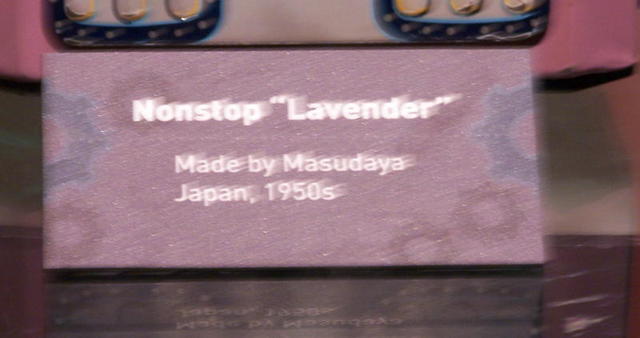 Nonstop "Lavender"
Made by Masudaya
Japan, 1950s